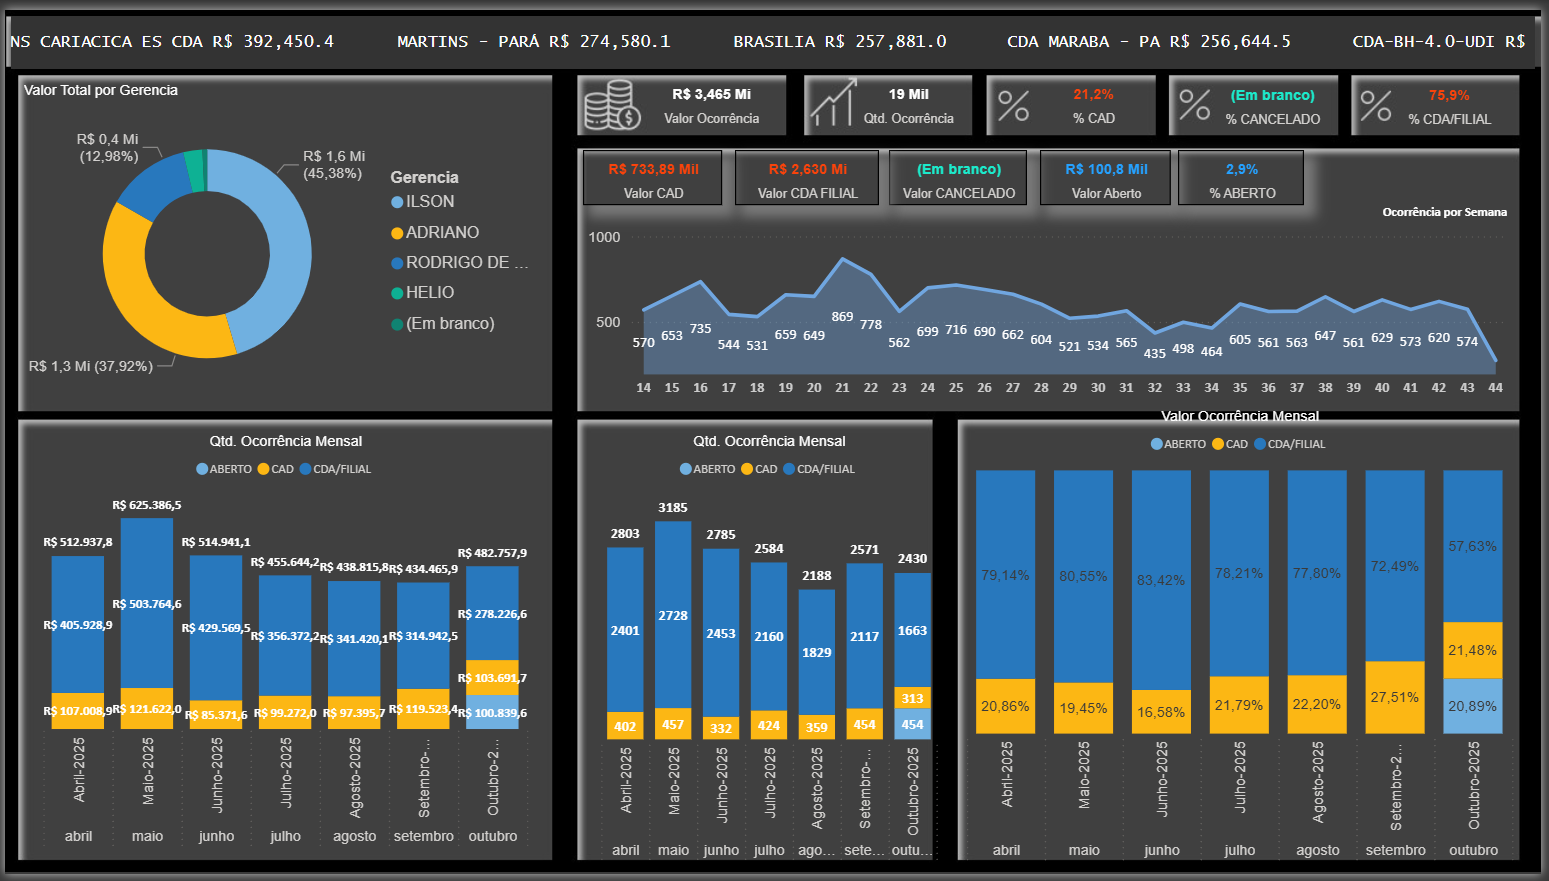 NS CARIACICA ES CDA R$ 392,450.4 MARTINS - PARÁ R$ 274,580.1 BRASILIA R$ 257,881.0 CDA MARABA - PA R$ 256,644.5 CDA-BH-4.0-UDI R$
Valor Total por Gerencia
R$ 0,4 Mi
(12,98%)
R$ 1,6 Mi
(45,38%)
R$ 1,3 Mi (37,92%)
Gerencia
ILSON
ADRIANO
RODRIGO DE ...
HELIO
(Em branco)
R$ 3,465 Mi
Valor Ocorrência
19 Mil
Qtd. Ocorrência
21,2%
% CAD
(Em branco)
% CANCELADO
75,9%
% CDA/FILIAL
R$ 733,89 Mil
Valor CAD
R$ 2,630 Mi
Valor CDA FILIAL
(Em branco)
Valor CANCELADO
R$ 100,8 Mil
Valor Aberto
2,9%
% ABERTO
Ocorrência por Semana
1000
500
570 653 735 544 531 659 649 869 778 562 699 716 690 662 604 521 534 565 435 498 464 605 561 563 647 561 629 573 620 574
14 15 16 17 18 19 20 21 22 23 24 25 26 27 28 29 30 31 32 33 34 35 36 37 38 39 40 41 42 43 44
Qtd. Ocorrência Mensal
ABERTO CAD CDA/FILIAL
R$ 512.937,8 R$ 625.386,5 R$ 514.941,1 R$ 455.644,2 R$ 438.815,8 R$ 434.465,9 R$ 482.757,9
R$ 405.928,9 R$ 503.764,6 R$ 429.569,5 R$ 356.372,2 R$ 341.420,1 R$ 314.942,5 R$ 278.226,6
R$ 107.008,9 R$ 121.622,0 R$ 85.371,6 R$ 99.272,0 R$ 97.395,7 R$ 119.523,4 R$ 103.691,7
R$ 100.839,6
Abril-2025 Maio-2025 Junho-2025 Julho-2025 Agosto-2025 Setembro-... Outubro-2...
abril maio junho julho agosto setembro outubro
Qtd. Ocorrência Mensal
ABERTO CAD CDA/FILIAL
2803 3185 2785 2584 2188 2571 2430
2401 2728 2453 2160 1829 2117 1663
402 457 332 424 359 454 313
454
Abril-2025 Maio-2025 Junho-2025 Julho-2025 Agosto-2025 Setembro-... Outubro-2025
abril maio junho julho ago... sete... outu...
Valor Ocorrência Mensal
ABERTO CAD CDA/FILIAL
79,14% 80,55% 83,42% 78,21% 77,80% 72,49% 57,63%
20,86% 19,45% 16,58% 21,79% 22,20% 27,51% 21,48%
20,89%
Abril-2025 Maio-2025 Junho-2025 Julho-2025 Agosto-2025 Setembro-2... Outubro-2025
abril maio junho julho agosto setembro outubro